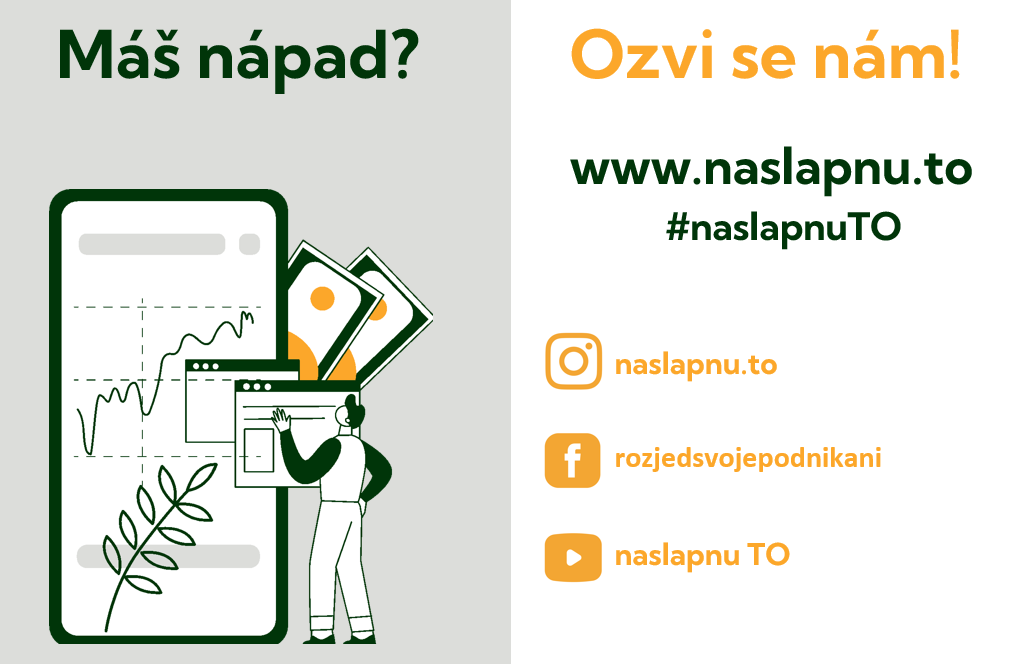 Máš nápad?
Ozvi se nám!
www.naslapnu.to
#naslapnuTO
naslapnu.to
rozjedsvojepodnikani
naslapnu TO